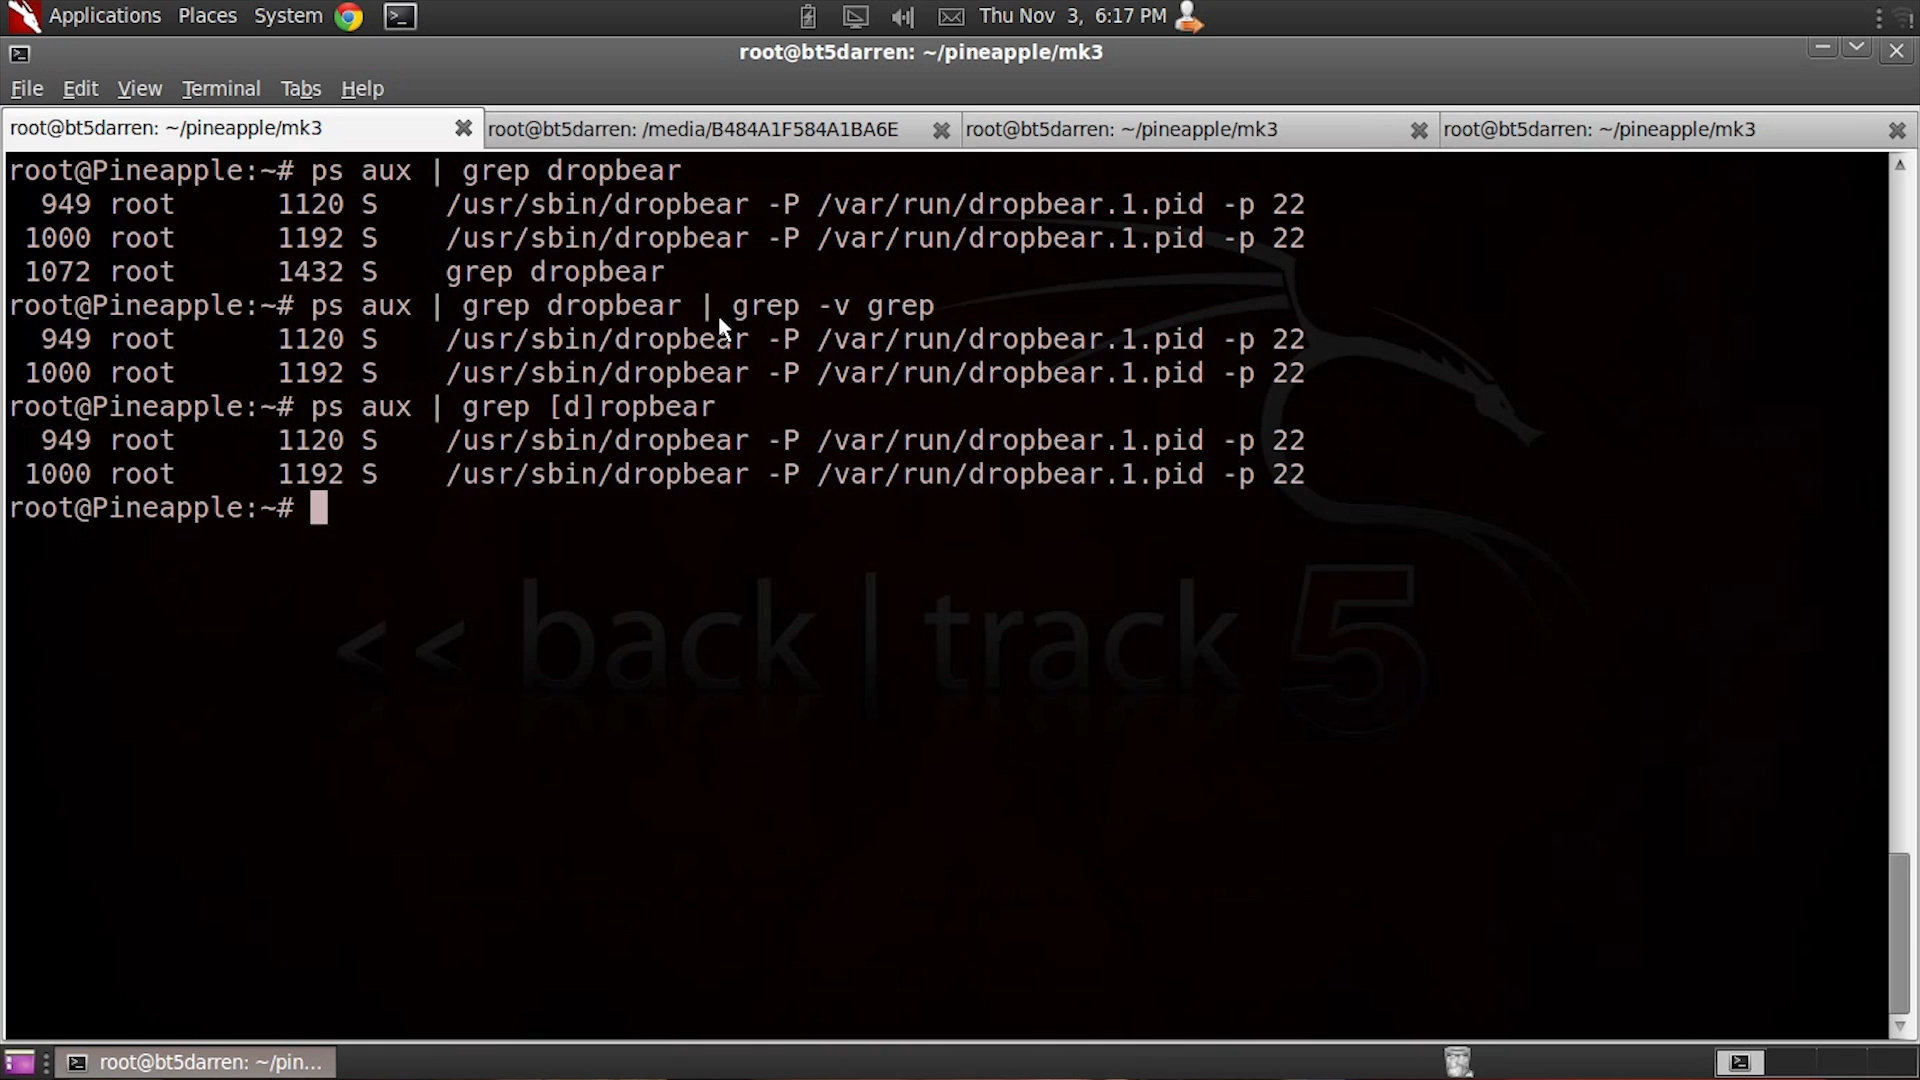 Applications Places System Thu Nov 3, 6:17 PM
root@bt5darren: ~/pineapple/mk3
File Edit View Terminal Tabs Help
root@bt5darren: ~/pineapple/mk3 root@bt5darren: /media/B484A1F584A1BA6E root@bt5darren: ~/pineapple/mk3 root@bt5darren: ~/pineapple/mk3
root@Pineapple:~# ps aux | grep dropbear
949 root 1120 S /usr/sbin/dropbear -P /var/run/dropbear.1.pid -p 22
1000 root 1192 S /usr/sbin/dropbear -P /var/run/dropbear.1.pid -p 22
1072 root 1432 S grep dropbear
root@Pineapple:~# ps aux | grep dropbear | grep -v grep
949 root 1120 S /usr/sbin/dropbear -P /var/run/dropbear.1.pid -p 22
1000 root 1192 S /usr/sbin/dropbear -P /var/run/dropbear.1.pid -p 22
root@Pineapple:~# ps aux | grep [d]ropbear
949 root 1120 S /usr/sbin/dropbear -P /var/run/dropbear.1.pid -p 22
1000 root 1192 S /usr/sbin/dropbear -P /var/run/dropbear.1.pid -p 22
root@Pineapple:~#
<< back | track 5
root@bt5darren: ~/pin...